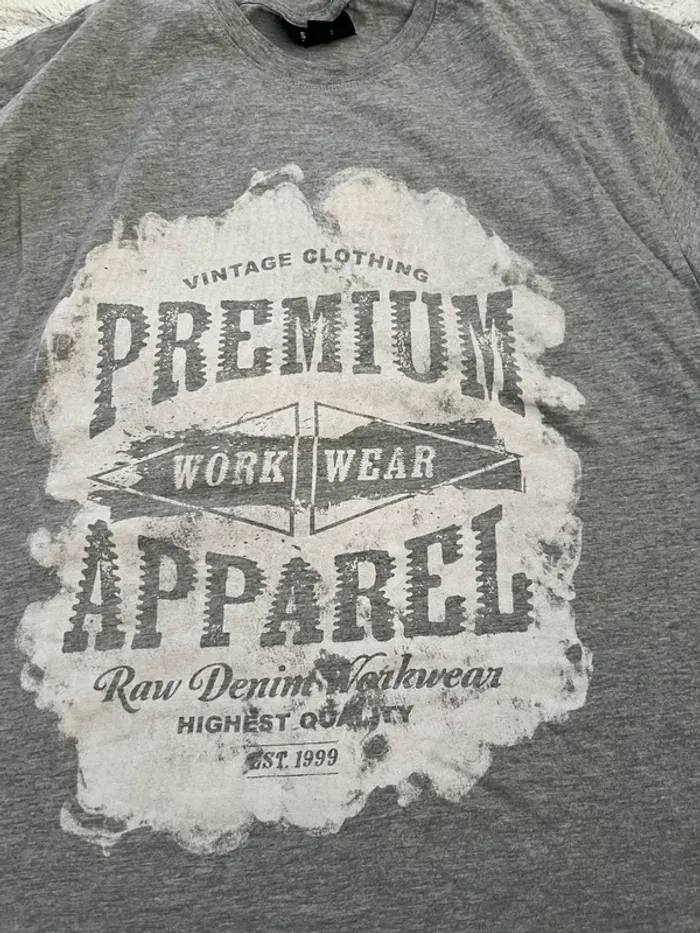 VINTAGE CLOTHING
PREMIUM
WORK WEAR
APPAREL
Raw Denim Workwear
HIGHEST QUALITY
EST. 1999